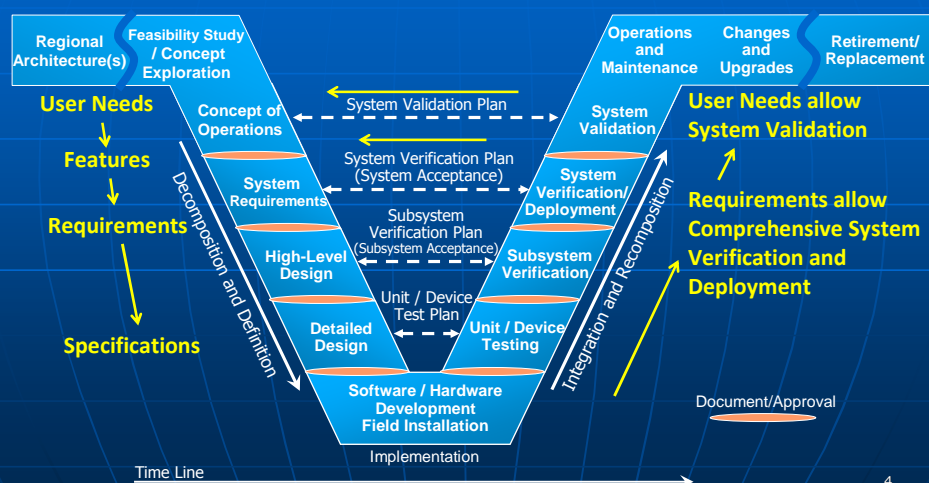 Regional
Architecture(s)
Feasibility Study
/ Concept
Exploration
Operations
and
Maintenance
Changes
and
Upgrades
Retirement/
Replacement
User Needs
Features
Requirements
Specifications
Decomposition and Definition
Concept of
Operations
System
Requirements
High-Level
Design
Detailed
Design
Software / Hardware
Development
Field Installation
Implementation
System Validation Plan
System Verification Plan
(System Acceptance)
Subsystem
Verification Plan
(Subsystem Acceptance)
Unit / Device
Test Plan
System
Validation
System
Verification/
Deployment
Subsystem
Verification
Unit / Device
Testing
Integration and Recomposition
User Needs allow
System Validation
Requirements allow
Comprehensive System
Verification and
Deployment
Document/Approval
Time Line
4